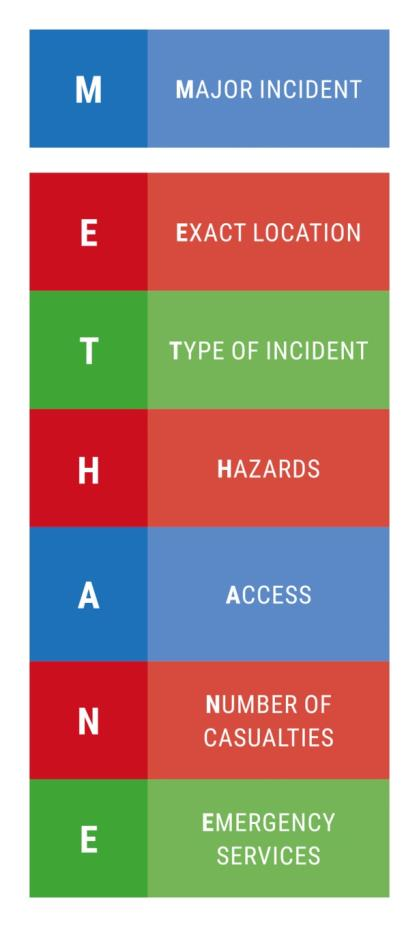 M
MAJOR INCIDENT
E
EXACT LOCATION
T
TYPE OF INCIDENT
H
HAZARDS
A
ACCESS
N
NUMBER OF
CASUALTIES
E
EMERGENCY
SERVICES